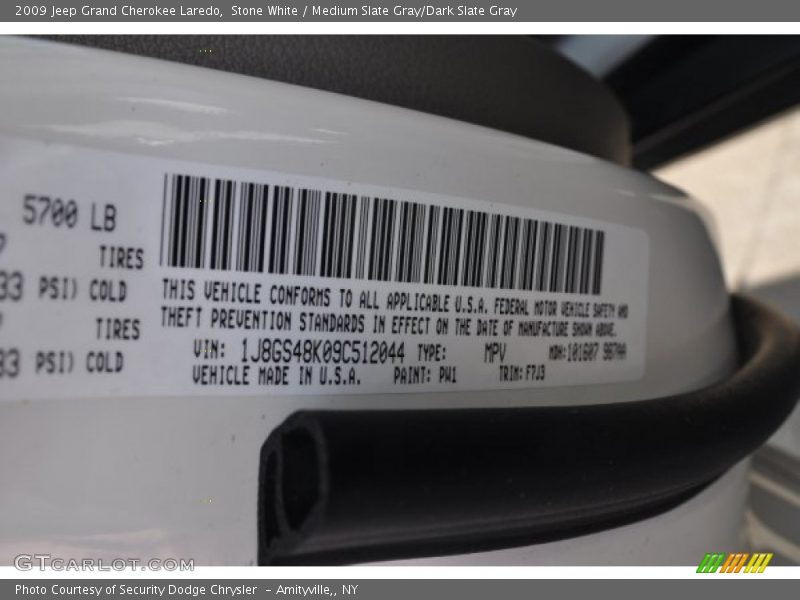 2009 Jeep Grand Cherokee Laredo, Stone White / Medium Slate Gray/Dark Slate Gray
5700 LB
TIRES
33 PSI) COLD
TIRES
33 PSI) COLD
THIS VEHICLE CONFORMS TO ALL APPLICABLE U.S.A. FEDERAL MOTOR VEHICLE SAFETY AND
THEFT PREVENTION STANDARDS IN EFFECT ON THE DATE OF MANUFACTURE SHOWN ABOVE.
VIN: 1J8GS48K09C512044 TYPE: MPV MDH:101607 987AA
VEHICLE MADE IN U.S.A. PAINT: PW1 TRIM: F7J3
GTCARLOT.COM
Photo Courtesy of Security Dodge Chrysler - Amityville,, NY